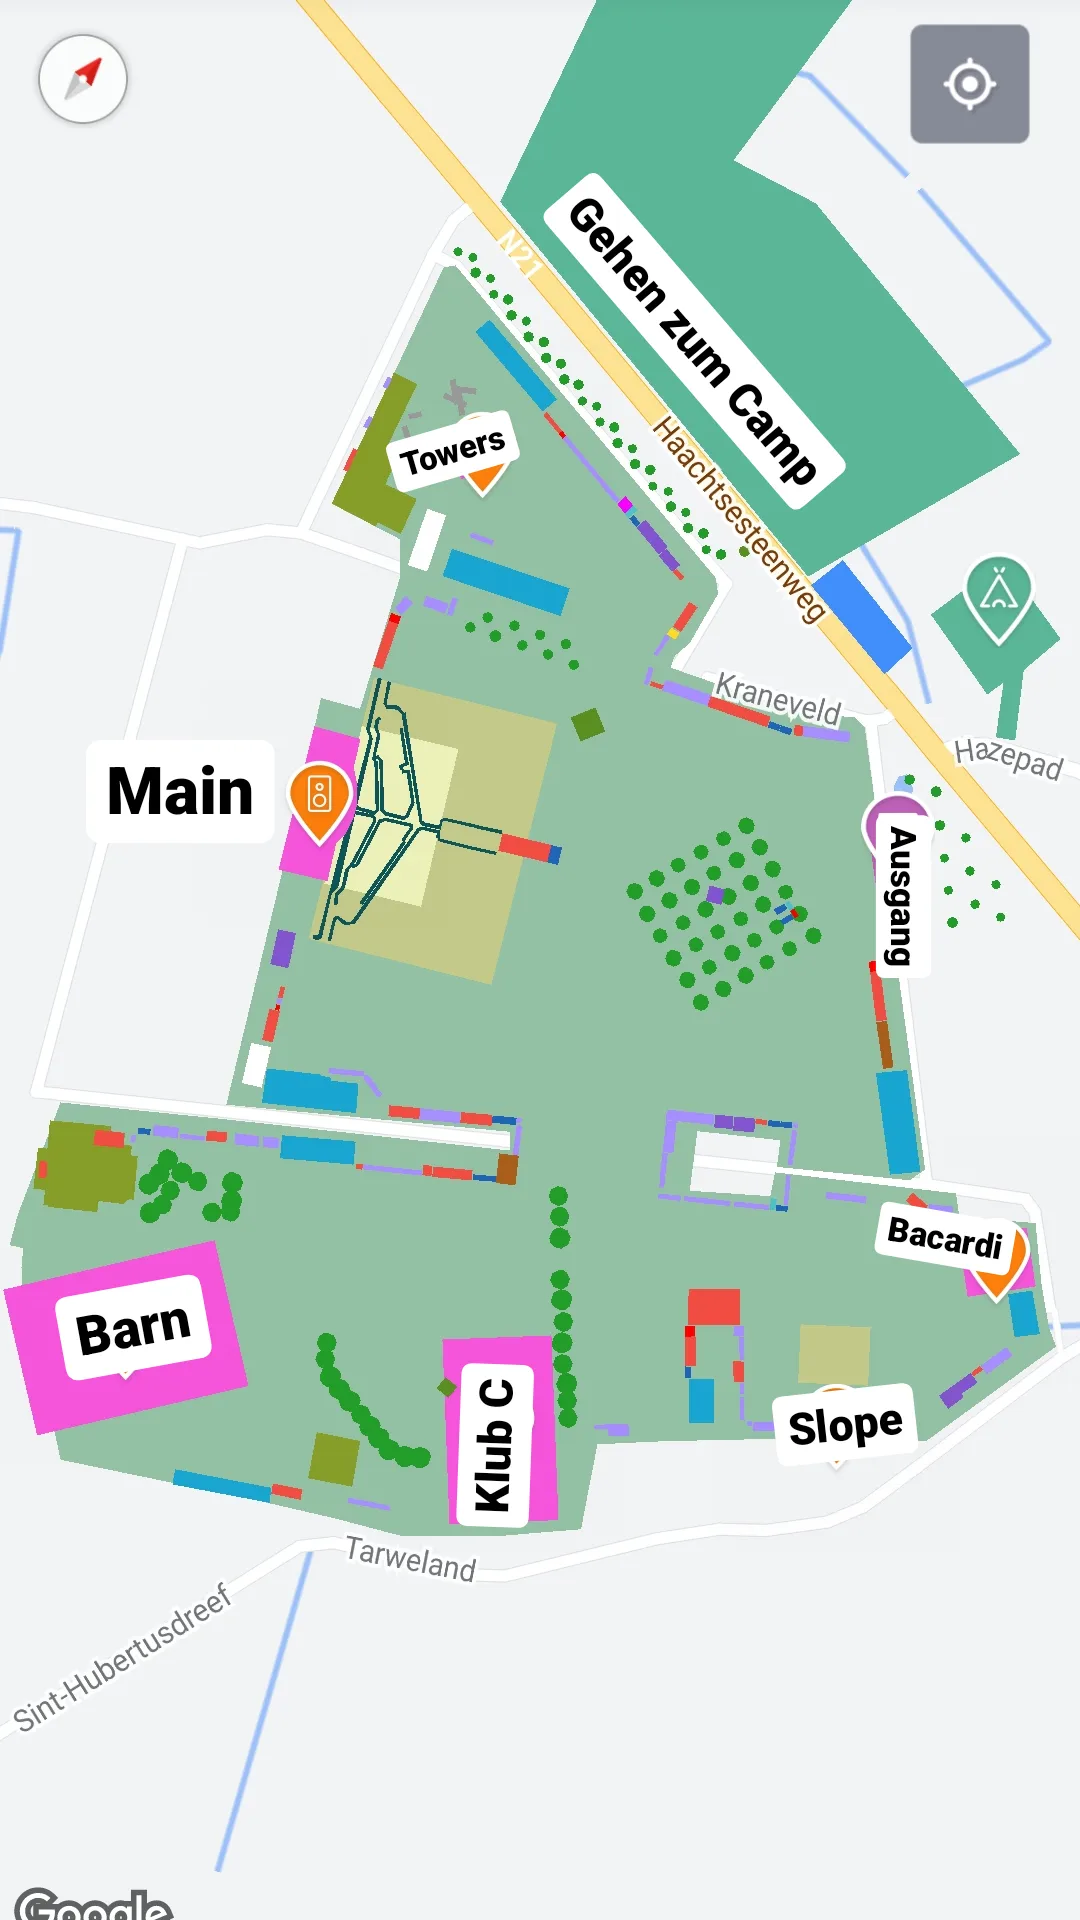 N21
Gehen zum Camp
Towers
Haachtsesteenweg
Kraneveld
Hazepad
Main
Ausgang
Bacardi
Barn
Klub C
Slope
Tarweland
Sint-Hubertusdreef
Google